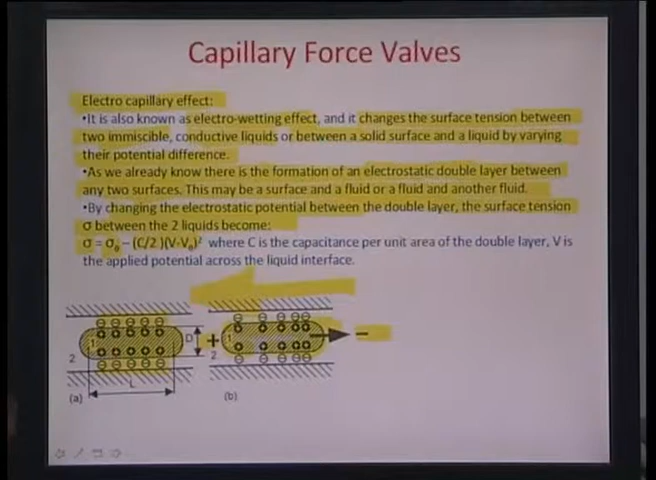 Capillary Force Valves
Electro capillary effect:
•It is also known as electro-wetting effect, and it changes the surface tension between
two immiscible, conductive liquids or between a solid surface and a liquid by varying
their potential difference.
•As we already know there is the formation of an electrostatic double layer between
any two surfaces. This may be a surface and a fluid or a fluid and another fluid.
•By changing the electrostatic potential between the double layer, the surface tension
σ between the 2 liquids become:
σ = σ₀ – (C/2 )(V-V₀)² where C is the capacitance per unit area of the double layer, V is
the applied potential across the liquid interface.
1 D + 1 –
2 2
L
(a) (b)